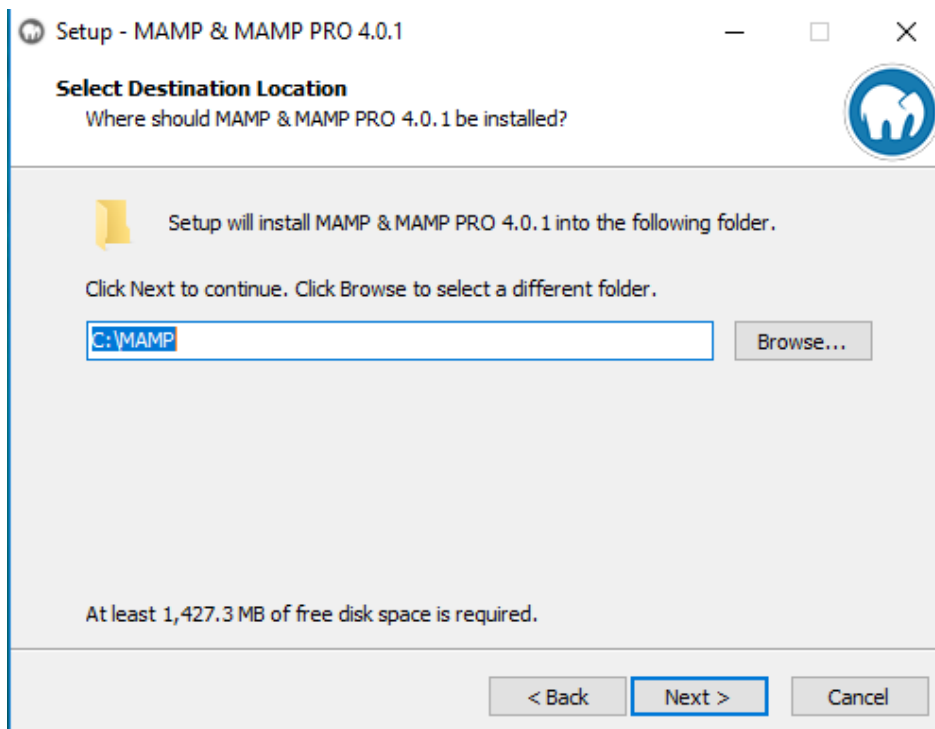 Setup - MAMP & MAMP PRO 4.0.1
Select Destination Location
Where should MAMP & MAMP PRO 4.0.1 be installed?
Setup will install MAMP & MAMP PRO 4.0.1 into the following folder.
Click Next to continue. Click Browse to select a different folder.
C:\MAMP
Browse...
At least 1,427.3 MB of free disk space is required.
< Back
Next >
Cancel